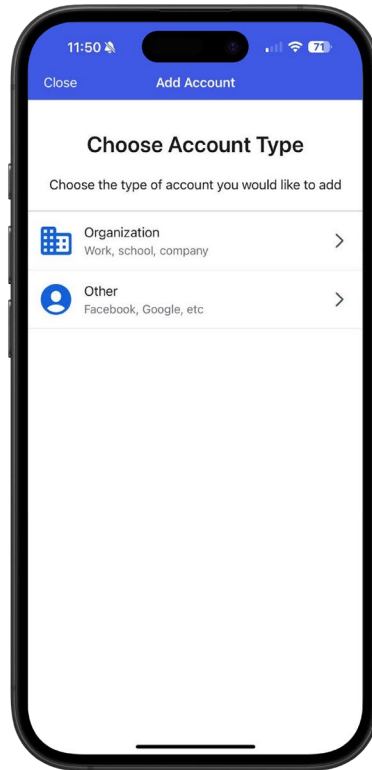 11:50
71
Close
Add Account
Choose Account Type
Choose the type of account you would like to add
Organization
Work, school, company
Other
Facebook, Google, etc